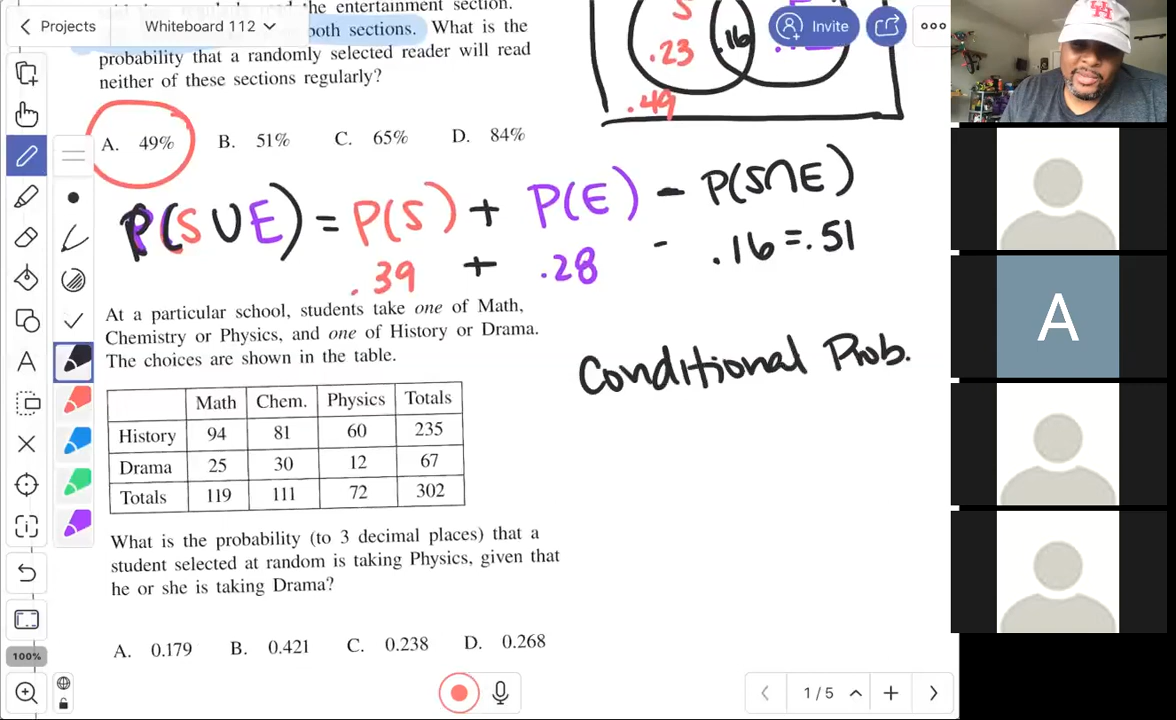 the entertainment section.
Projects
Whiteboard 112
both sections. What is the
probability that a randomly selected reader will read
neither of these sections regularly?
Invite
S
.23
.16
.49
A. 49% B. 51% C. 65% D. 84%
P(S∪E) = P(S) + P(E) - P(S∩E)
.39 + .28 - .16 = .51
At a particular school, students take one of Math,
Chemistry or Physics, and one of History or Drama.
The choices are shown in the table.
Conditional Prob.
Math Chem. Physics Totals
History 94 81 60 235
Drama 25 30 12 67
Totals 119 111 72 302
What is the probability (to 3 decimal places) that a
student selected at random is taking Physics, given that
he or she is taking Drama?
A. 0.179 B. 0.421 C. 0.238 D. 0.268
A
A
100%
1 / 5